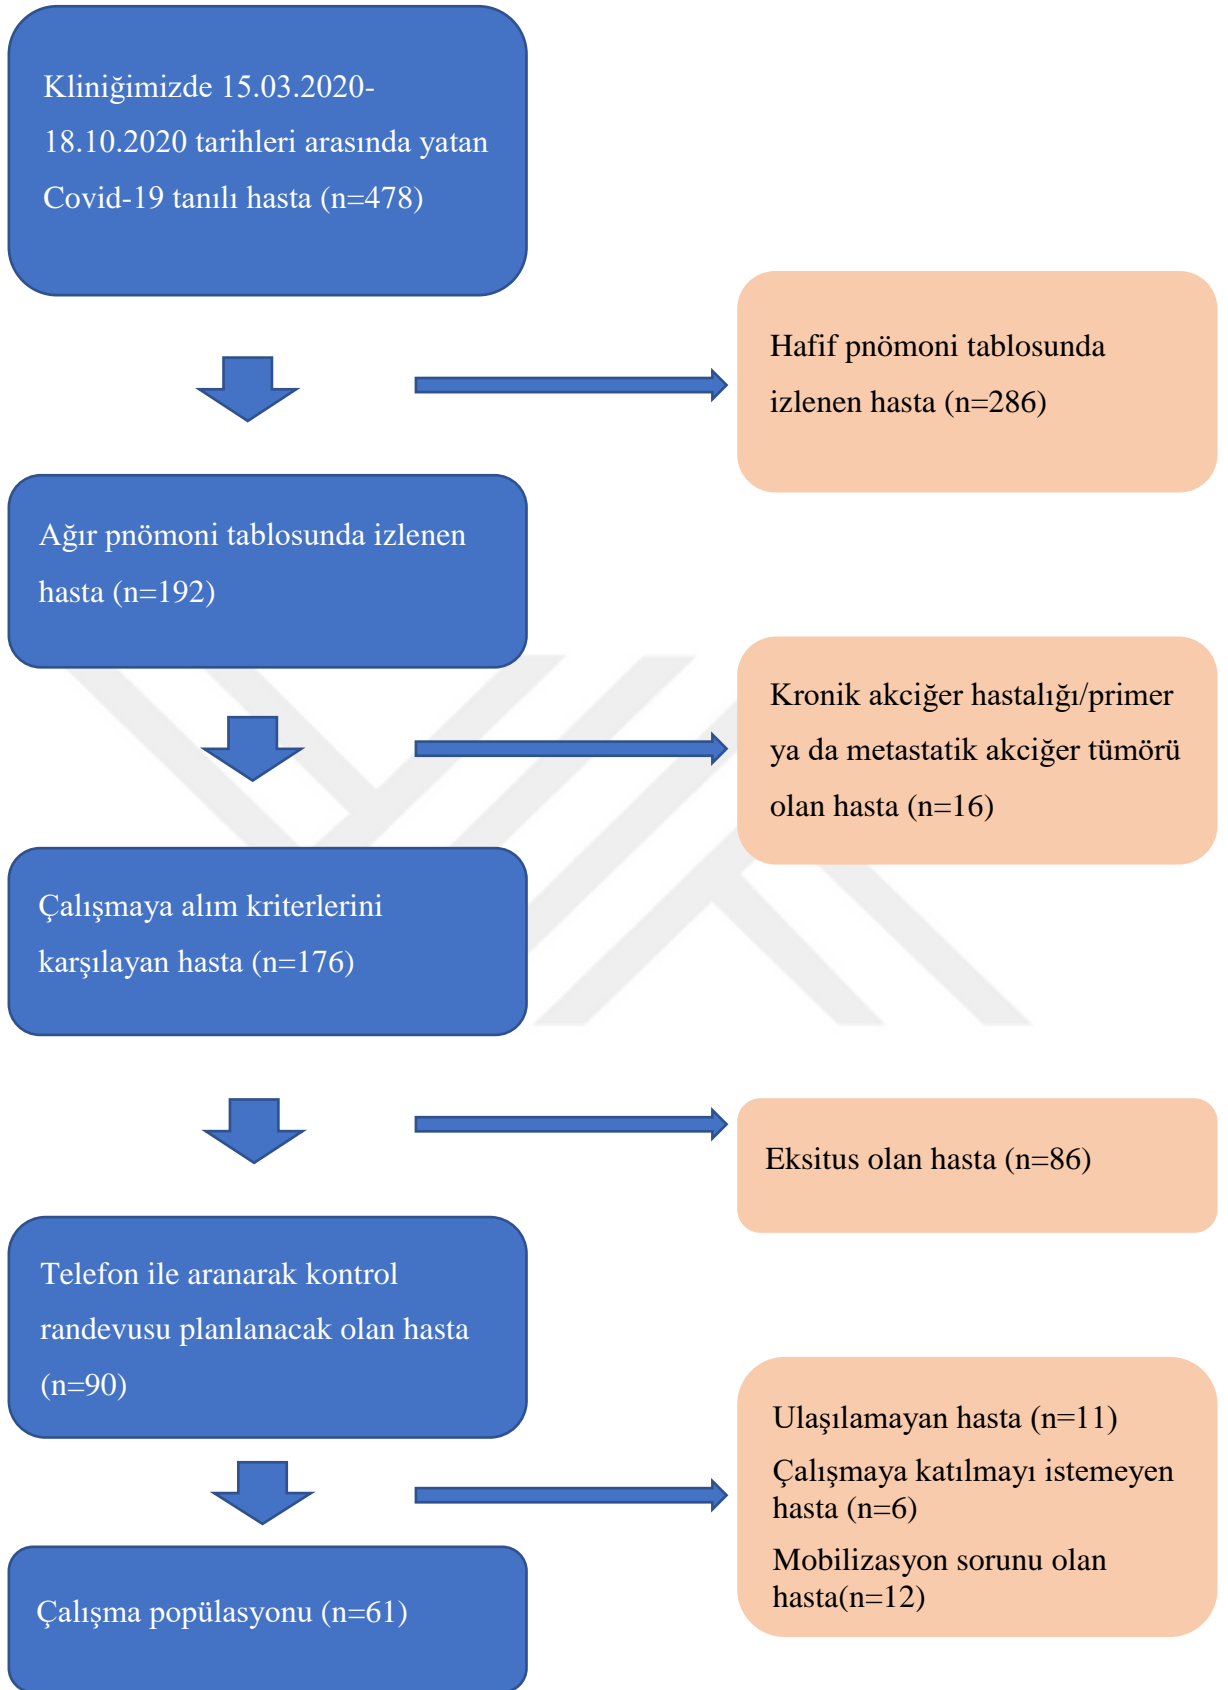 Kliniğimizde 15.03.2020-
18.10.2020 tarihleri arasında yatan
Covid-19 tanılı hasta (n=478)
Hafif pnömoni tablosunda
izlenen hasta (n=286)
Ağır pnömoni tablosunda izlenen
hasta (n=192)
Kronik akciğer hastalığı/primer
ya da metastatik akciğer tümörü
olan hasta (n=16)
Çalışmaya alım kriterlerini
karşılayan hasta (n=176)
Eksitus olan hasta (n=86)
Telefon ile aranarak kontrol
randevusu planlanacak olan hasta
(n=90)
Ulaşılamayan hasta (n=11)
Çalışmaya katılmayı istemeyen
hasta (n=6)
Mobilizasyon sorunu olan
hasta(n=12)
Çalışma popülasyonu (n=61)